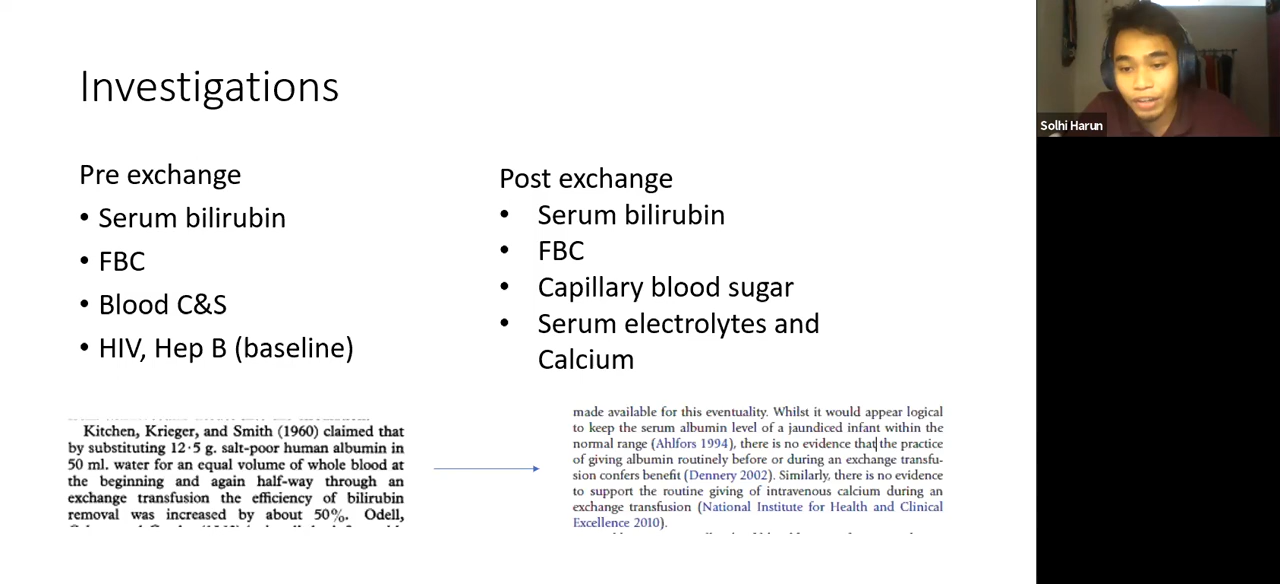 Investigations
Pre exchange
• Serum bilirubin
• FBC
• Blood C&S
• HIV, Hep B (baseline)
Post exchange
• Serum bilirubin
• FBC
• Capillary blood sugar
• Serum electrolytes and
Calcium
Kitchen, Krieger, and Smith (1960) claimed that
by substituting 12·5 g. salt-poor human albumin in
50 ml. water for an equal volume of whole blood at
the beginning and again half-way through an
exchange transfusion the efficiency of bilirubin
removal was increased by about 50%. Odell,
made available for this eventuality. Whilst it would appear logical
to keep the serum albumin level of a jaundiced infant within the
normal range (Ahlfors 1994), there is no evidence that the practice
of giving albumin routinely before or during an exchange transfu-
sion confers benefit (Dennery 2002). Similarly, there is no evidence
to support the routine giving of intravenous calcium during an
exchange transfusion (National Institute for Health and Clinical
Excellence 2010).
Solhi Harun